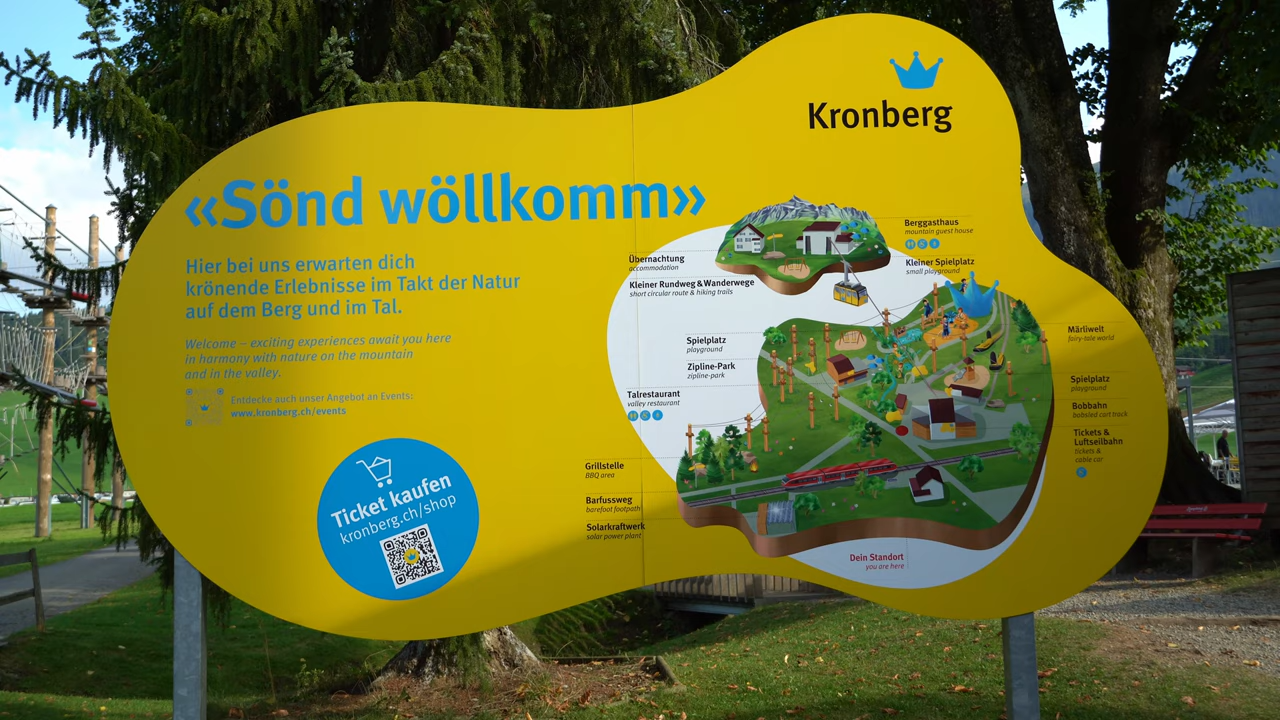 Kronberg
«Sönd wöllkomm»
Hier bei uns erwarten dich
krönende Erlebnisse im Takt der Natur
auf dem Berg und im Tal.
Welcome – exciting experiences await you here
in harmony with nature on the mountain
and in the valley.
Entdecke auch unser Angebot an Events:
www.kronberg.ch/events
Ticket kaufen
kronberg.ch/shop
Berggasthaus
mountain guest house
Übernachtung
accommodation
Kleiner Spielplatz
small playground
Kleiner Rundweg & Wanderwege
short circular route & hiking trails
Spielplatz
playground
Zipline-Park
zipline-park
Talrestaurant
valley restaurant
Grillstelle
BBQ area
Barfussweg
barefoot footpath
Solarkraftwerk
solar power plant
Märliwelt
fairy-tale world
Spielplatz
playground
Bobbahn
bobsled cart track
Tickets &
Luftseilbahn
tickets &
cable car
Dein Standort
you are here